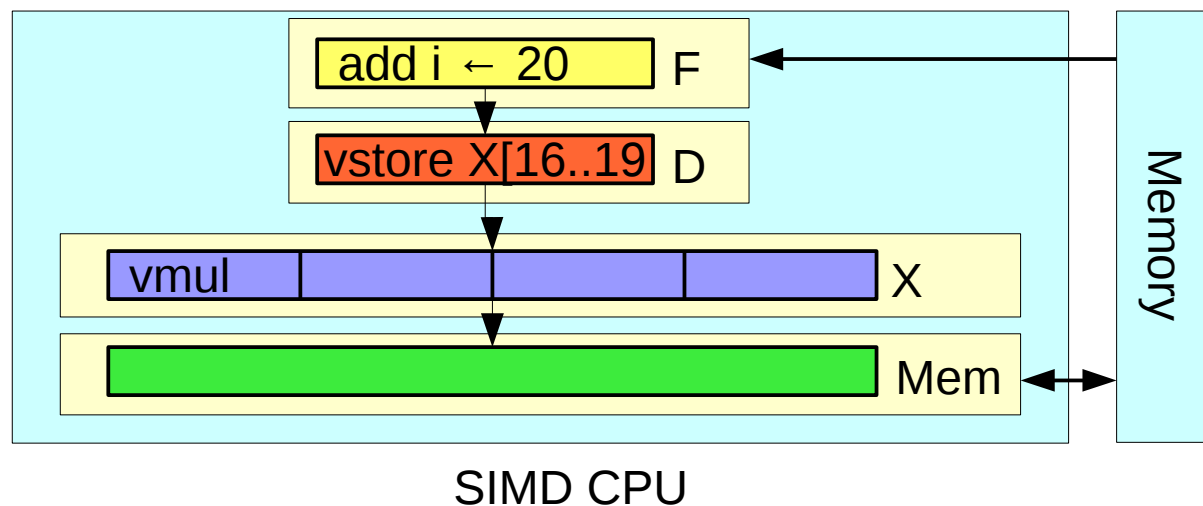 add i ← 20
F
vstore X[16..19
D
vmul
X
Mem
Memory
SIMD CPU